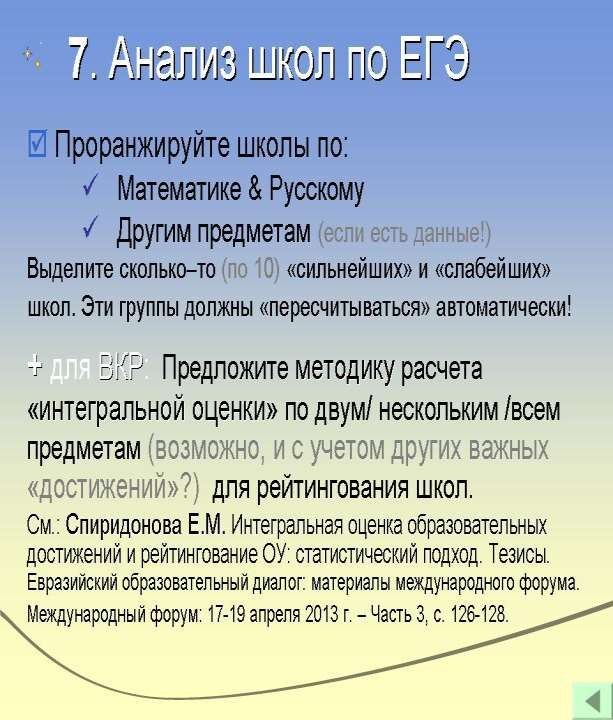 7. Анализ школ по ЕГЭ
Проранжируйте школы по:
Математике & Русскому
Другим предметам (если есть данные!)
Выделите сколько–то (по 10) «сильнейших» и «слабейших»
школ. Эти группы должны «пересчитываться» автоматически!
+ для ВКР: Предложите методику расчета
«интегральной оценки» по двум/ нескольким /всем
предметам (возможно, и с учетом других важных
«достижений»?) для рейтингования школ.
См.: Спиридонова Е.М. Интегральная оценка образовательных
достижений и рейтингование ОУ: статистический подход. Тезисы.
Евразийский образовательный диалог: материалы международного форума.
Международный форум: 17-19 апреля 2013 г. – Часть 3, с. 126-128.